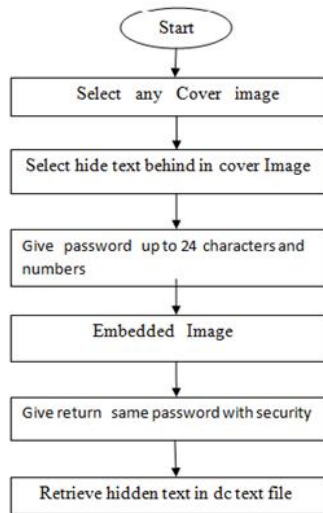 Start
Select any Cover image
Select hide text behind in cover Image
Give password up to 24 characters and
numbers
Embedded Image
Give return same password with security
Retrieve hidden text in dc text file